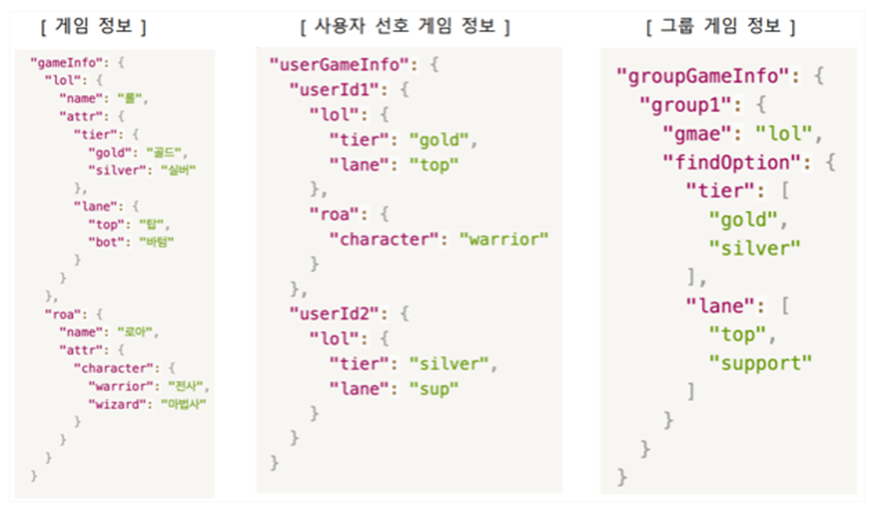 [ 게임 정보 ]
"gameInfo": {
"lol": {
"name": "롤",
"attr": {
"tier": {
"gold": "골드",
"silver": "실버"
},
"lane": {
"top": "탑",
"bot": "바텀"
}
}
},
"roa": {
"name": "로아",
"attr": {
"character": {
"warrior": "전사",
"wizard": "마법사"
}
}
}
}
[ 사용자 선호 게임 정보 ]
"userGameInfo": {
"userId1": {
"lol": {
"tier": "gold",
"lane": "top"
},
"roa": {
"character": "warrior"
}
},
"userId2": {
"lol": {
"tier": "silver",
"lane": "sup"
}
}
}
[ 그룹 게임 정보 ]
"groupGameInfo": {
"group1": {
"gmae": "lol",
"findOption": {
"tier": [
"gold",
"silver"
],
"lane": [
"top",
"support"
]
}
}
}